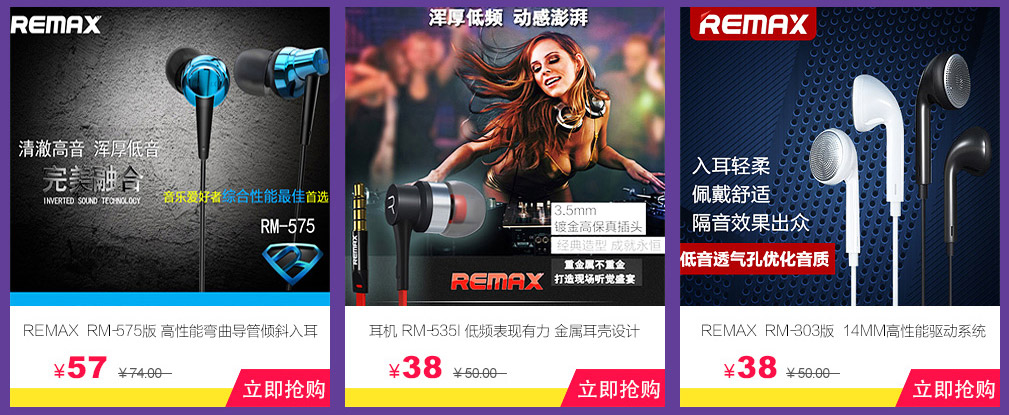 REMAX
清澈高音 浑厚低音
完美融合
INVERTED SOUND TECHNOLOGY
音乐爱好者综合性能最佳首选
RM-575
REMAX RM-575版 高性能弯曲导管倾斜入耳
¥57 ¥74.00
立即抢购
浑厚低频 动感澎湃
R
REMAX
3.5mm
镀金高保真插头
经典造型 成就永恒
重金属不重金
REMAX 打造现场听觉盛宴
耳机 RM-535I 低频表现有力 金属耳壳设计
¥38 ¥50.00
立即抢购
REMAX
入耳轻柔
佩戴舒适
隔音效果出众
低音透气孔优化音质
REMAX RM-303版 14MM高性能驱动系统
¥38 ¥50.00
立即抢购